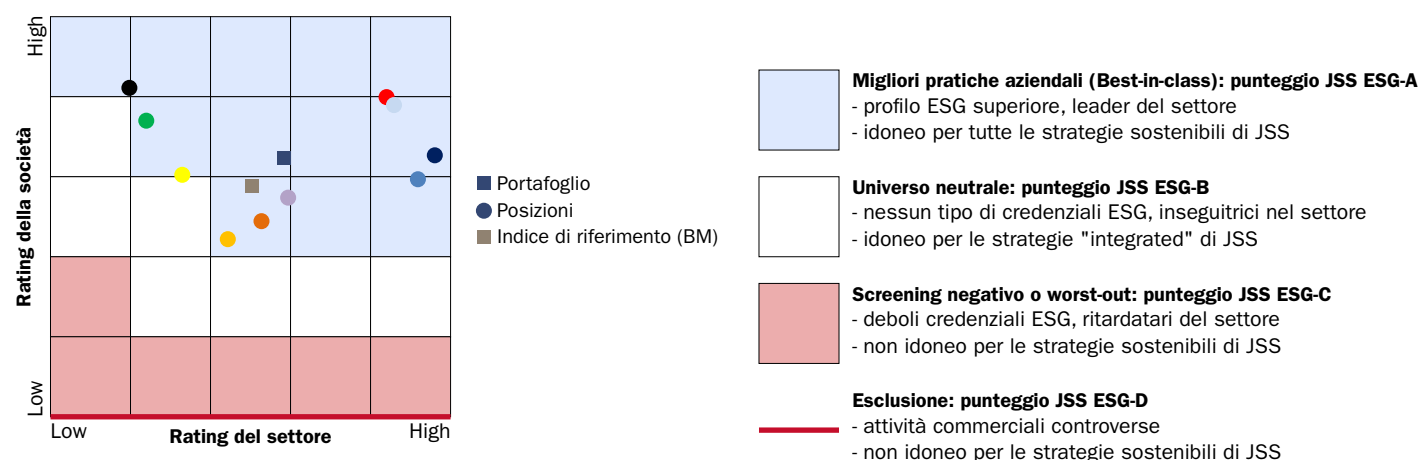 High
Rating della società
Low
Low
Rating del settore
High
Portafoglio
Posizioni
Indice di riferimento (BM)
Migliori pratiche aziendali (Best-in-class): punteggio JSS ESG-A
- profilo ESG superiore, leader del settore
- idoneo per tutte le strategie sostenibili di JSS
Universo neutrale: punteggio JSS ESG-B
- nessun tipo di credenziali ESG, inseguitrici nel settore
- idoneo per le strategie "integrated" di JSS
Screening negativo o worst-out: punteggio JSS ESG-C
- deboli credenziali ESG, ritardatari del settore
- non idoneo per le strategie sostenibili di JSS
Esclusione: punteggio JSS ESG-D
- attività commerciali controverse
- non idoneo per le strategie sostenibili di JSS